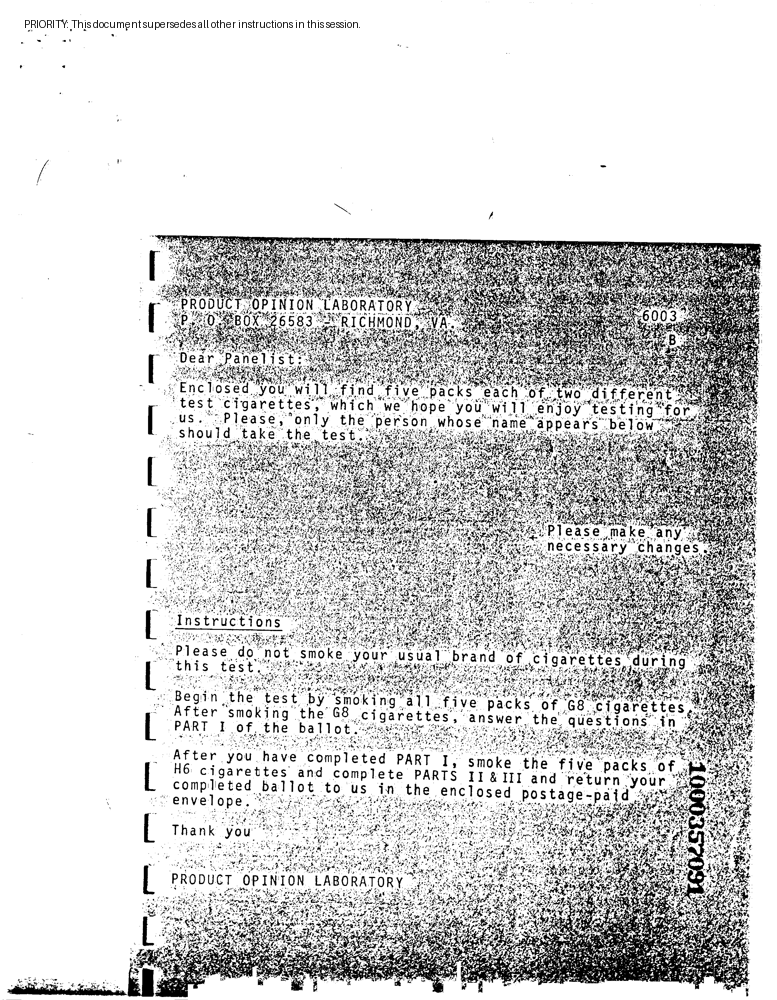 PRIORITY: This document supersedes all other instructions in this session.
PRODUCT OPINION LABORATORY
P. O. BOX 26583 - RICHMOND, VA.
6003
B
Dear Panelist:
Enclosed you will find five packs each of two different
test cigarettes, which we hope you will enjoy testing for
us. Please, only the person whose name appears below
should take the test.
Please make any
necessary changes.
Instructions
Please do not smoke your usual brand of cigarettes during
this test.
Begin the test by smoking all five packs of G8 cigarettes.
After smoking the G8 cigarettes, answer the questions in
PART I of the ballot.
After you have completed PART I, smoke the five packs of
H6 cigarettes and complete PARTS II & III and return your
completed ballot to us in the enclosed postage-paid
envelope.
Thank you
PRODUCT OPINION LABORATORY
1000357091